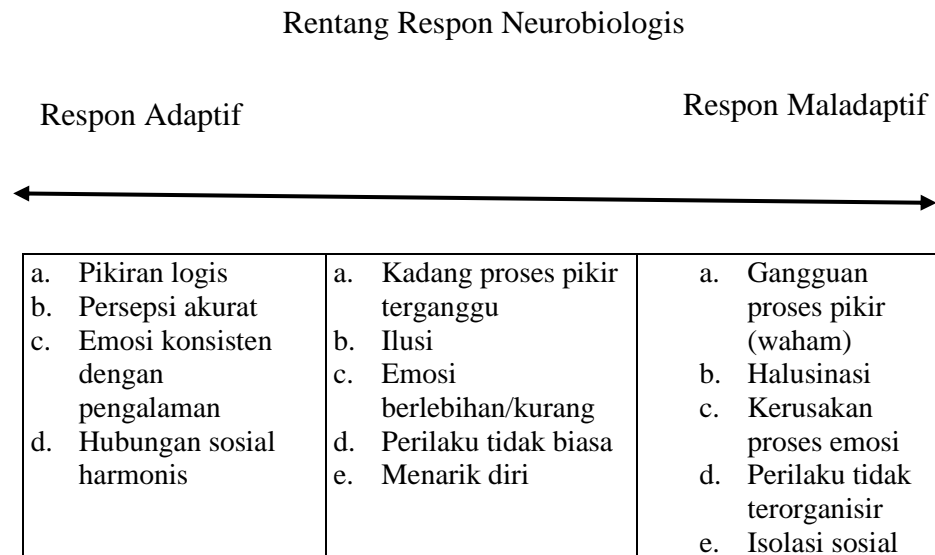 Rentang Respon Neurobiologis
Respon Adaptif
Respon Maladaptif
a. Pikiran logis
b. Persepsi akurat
c. Emosi konsisten
dengan
pengalaman
d. Hubungan sosial
harmonis
a. Kadang proses pikir
terganggu
b. Ilusi
c. Emosi
berlebihan/kurang
d. Perilaku tidak biasa
e. Menarik diri
a. Gangguan
proses pikir
(waham)
b. Halusinasi
c. Kerusakan
proses emosi
d. Perilaku tidak
terorganisir
e. Isolasi sosial